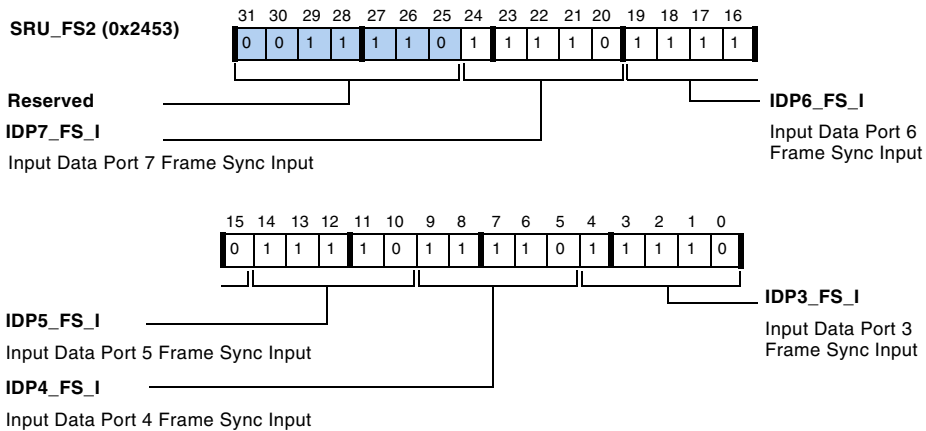 SRU_FS2 (0x2453)
31 30 29 28 27 26 25 24 23 22 21 20 19 18 17 16
0 0 1 1 1 1 0 1 1 1 1 0 1 1 1 1
Reserved
IDP7_FS_I
Input Data Port 7 Frame Sync Input
IDP6_FS_I
Input Data Port 6
Frame Sync Input
15 14 13 12 11 10 9 8 7 6 5 4 3 2 1 0
0 1 1 1 1 0 1 1 1 1 0 1 1 1 1 0
IDP5_FS_I
Input Data Port 5 Frame Sync Input
IDP4_FS_I
Input Data Port 4 Frame Sync Input
IDP3_FS_I
Input Data Port 3
Frame Sync Input